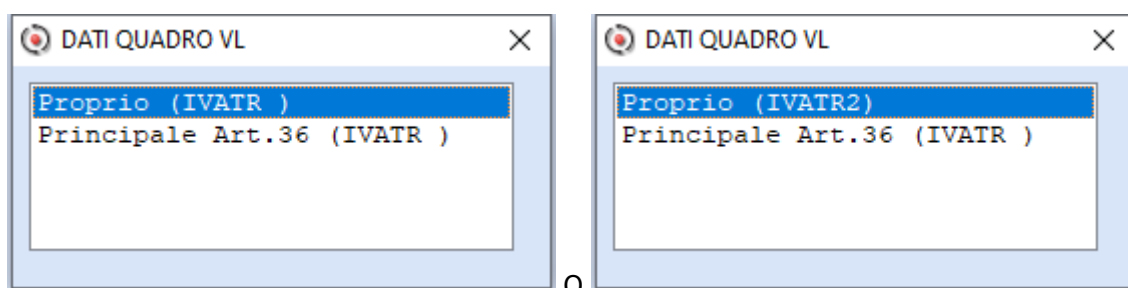 DATI QUADRO VL
Proprio (IVATR )
Principale Art.36 (IVATR )
o
DATI QUADRO VL
Proprio (IVATR2)
Principale Art.36 (IVATR )